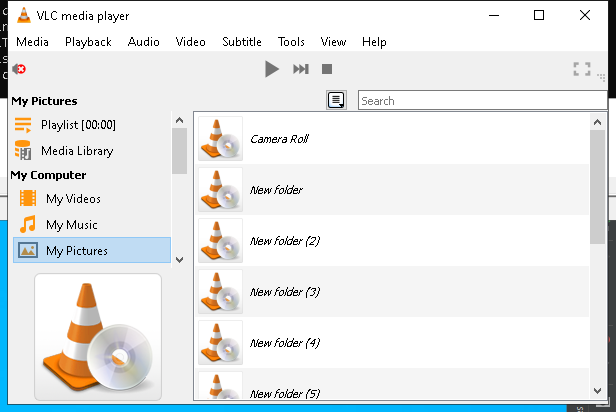 VLC media player
Media Playback Audio Video Subtitle Tools View Help
My Pictures
Search
Playlist [00:00]
Media Library
My Computer
My Videos
My Music
My Pictures
Camera Roll
New folder
New folder (2)
New folder (3)
New folder (4)
New folder (5)